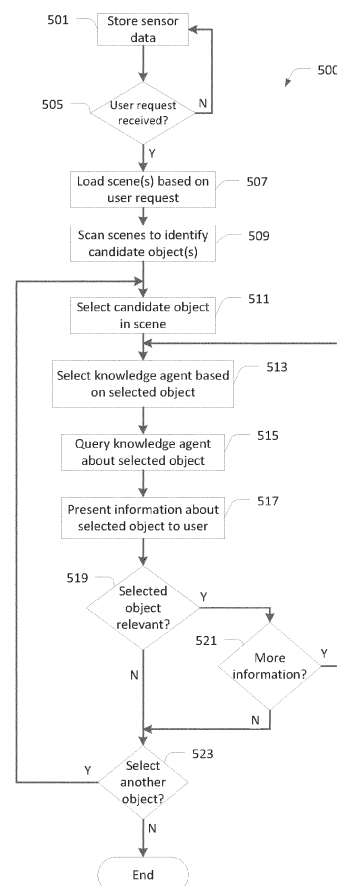 501
Store sensor
data
500
505
User request
received?
N
Y
Load scene(s) based on
user request
507
Scan scenes to identify
candidate object(s)
509
Select candidate object
in scene
511
Select knowledge agent based
on selected object
513
Query knowledge agent
about selected object
515
Present information about
selected object to user
517
519
Selected
object
relevant?
Y
N
521
More
information?
Y
N
523
Select
another
object?
Y
N
End